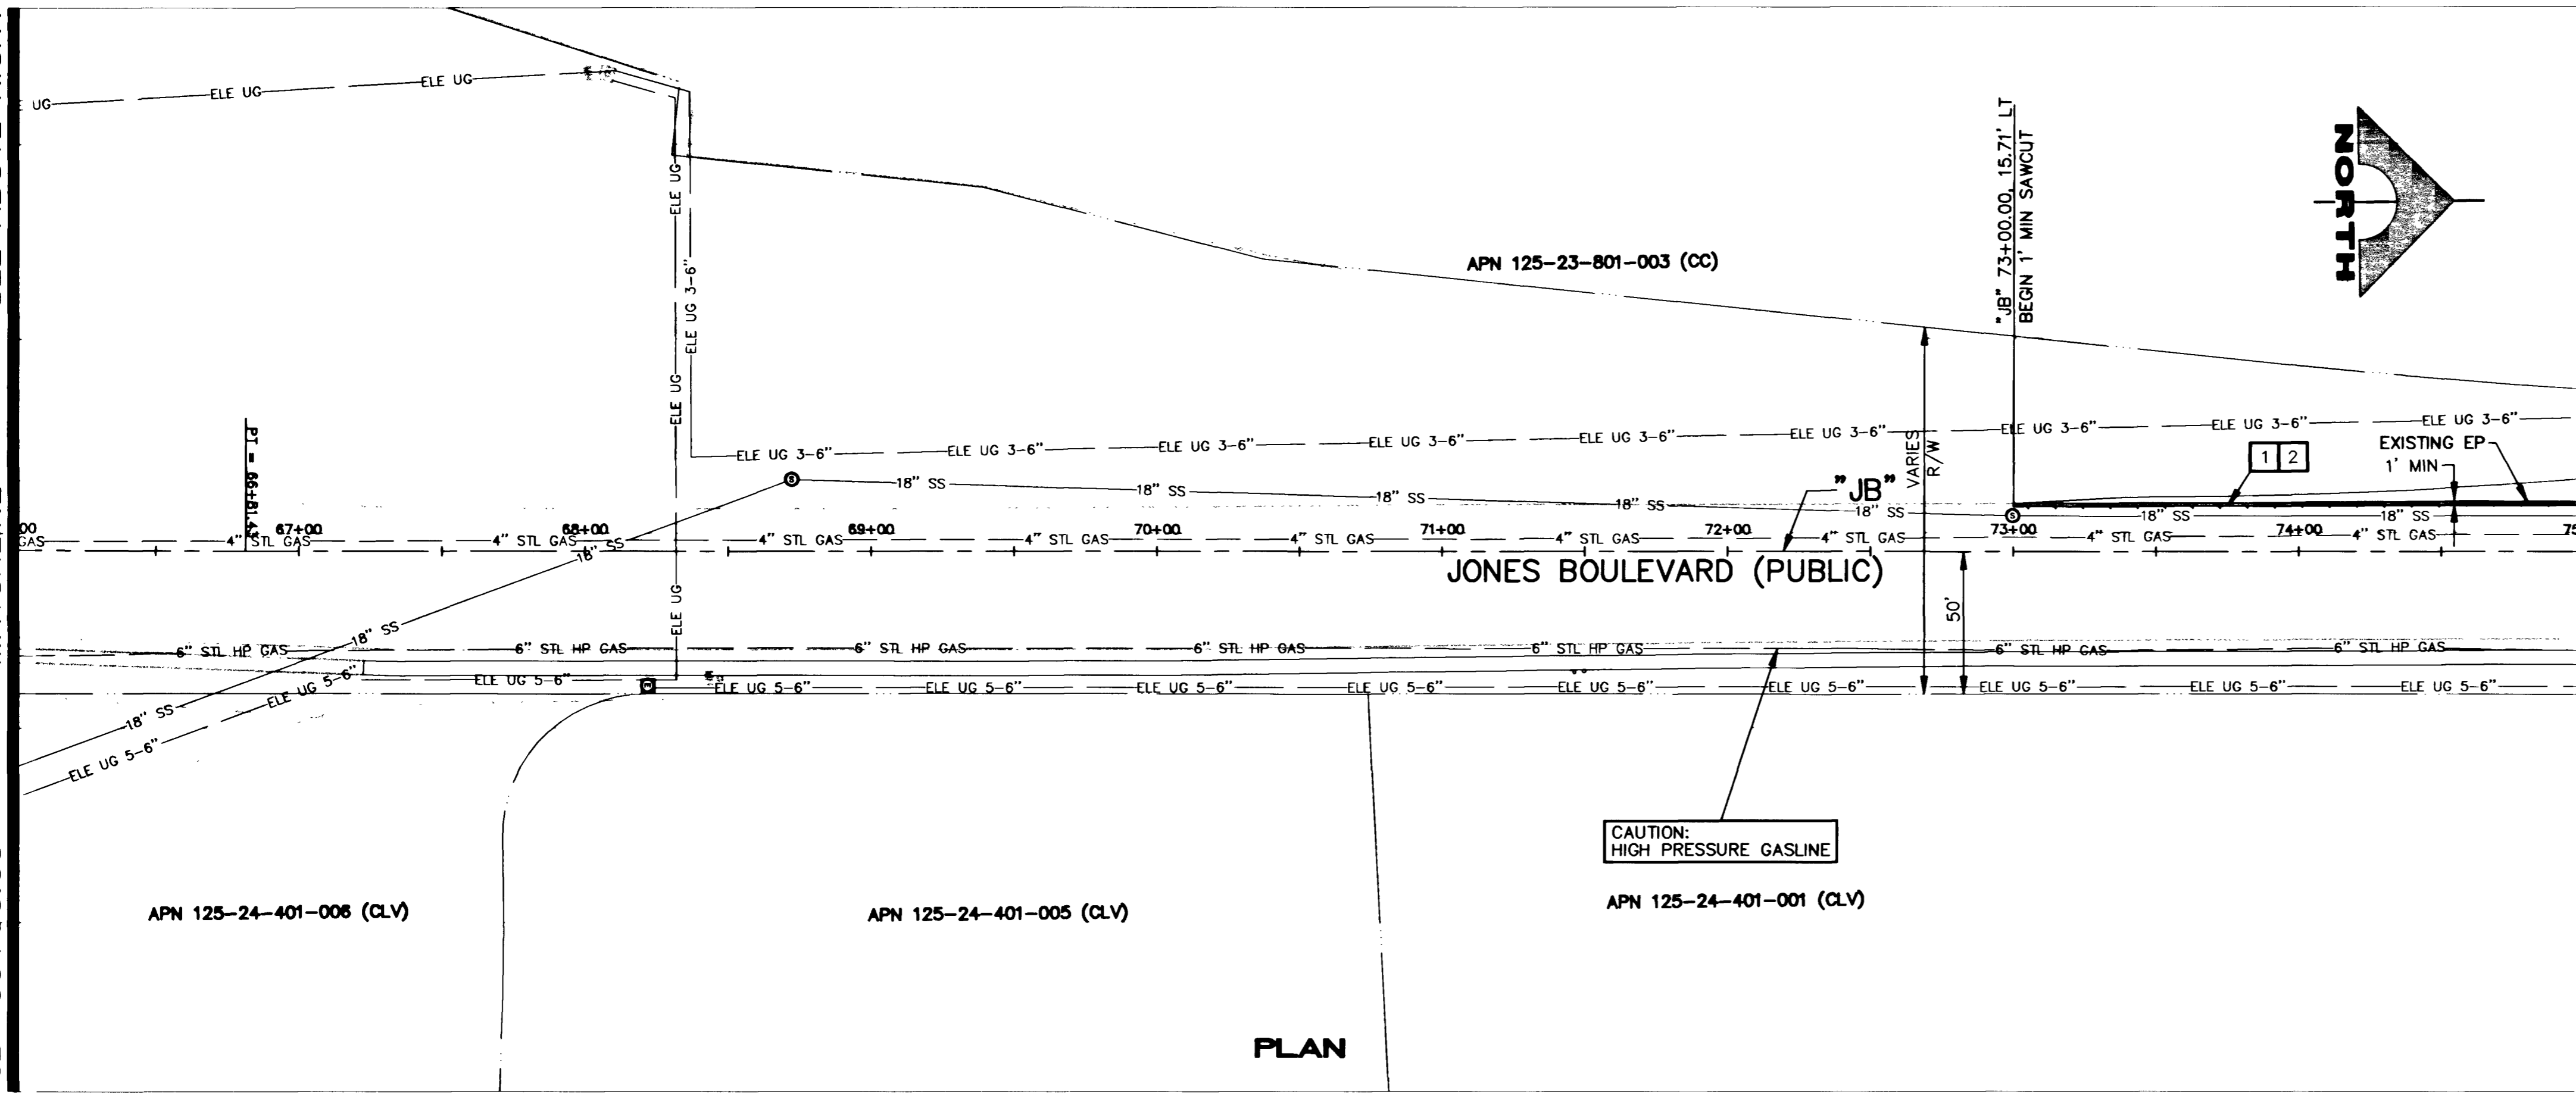 UG ELE UG ELE UG
ELE UG
ELE UG 3-6"
ELE UG
ELE UG
APN 125-23-801-003 (CC)
"JB" 73+00.00, 15.71' LT
BEGIN 1' MIN SAWCUT
NORTH
ELE UG 3-6" ELE UG 3-6" ELE UG 3-6" ELE UG 3-6" ELE UG 3-6" ELE UG 3-6" ELE UG 3-6" ELE UG 3-6" ELE UG 3-6"
VARIES
R/W
1 2
EXISTING EP
1' MIN
S
18" SS 18" SS 18" SS 18" SS 18" SS
"JB"
S
18" SS 18" SS
PT = 66+81.43
00 67+00 68+00 69+00 70+00 71+00 72+00 73+00 74+00 75
GAS 4" STL GAS 4" STL GAS 4" STL GAS 4" STL GAS 4" STL GAS 4" STL GAS 4" STL GAS 4" STL GAS 4" STL GAS
18" SS
JONES BOULEVARD (PUBLIC)
50'
18" SS
6" STL HP GAS 6" STL HP GAS 6" STL HP GAS 6" STL HP GAS 6" STL HP GAS 6" STL HP GAS 6" STL HP GAS
ELE UG 5-6" ELE UG 5-6" ELE UG 5-6" ELE UG 5-6" ELE UG 5-6" ELE UG 5-6" ELE UG 5-6" ELE UG 5-6" ELE UG 5-6" ELE UG 5-6"
ELE UG 5-6"
18" SS
ELE UG 5-6"
CAUTION:
HIGH PRESSURE GASLINE
APN 125-24-401-006 (CLV)
APN 125-24-401-005 (CLV)
APN 125-24-401-001 (CLV)
PLAN